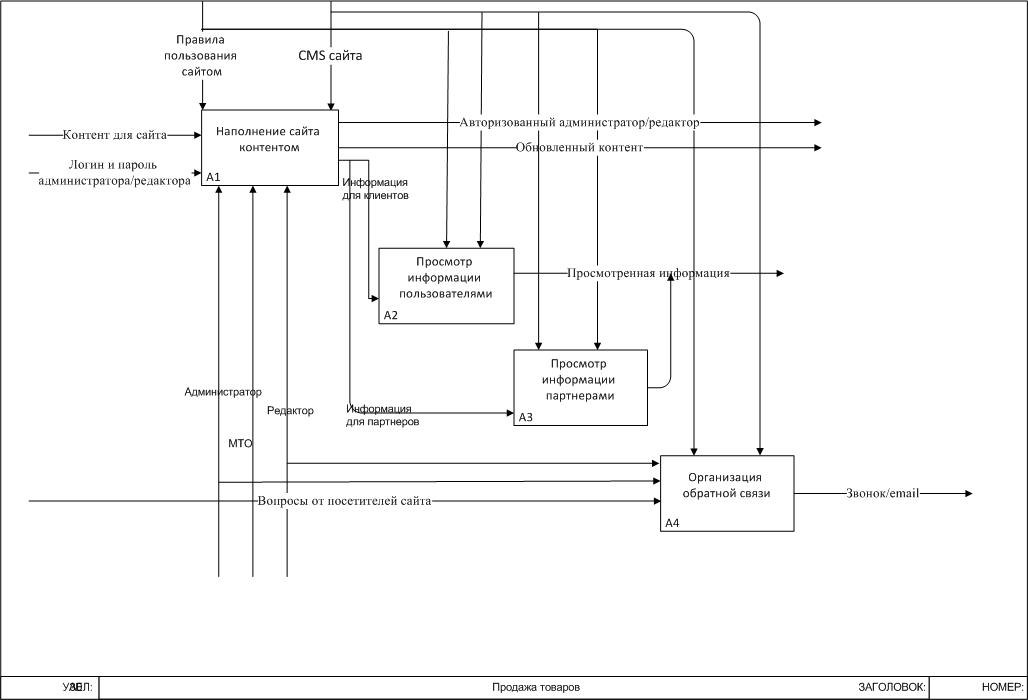 Правила
пользования
сайтом
CMS сайта
Контент для сайта
Логин и пароль
администратора/редактора
Наполнение сайта
контентом
A1
Авторизованный администратор/редактор
Обновленный контент
Информация
для клиентов
Просмотр
информации
пользователями
A2
Просмотренная информация
Просмотр
информации
партнерами
A3
Администратор
Редактор
Информация
для партнеров
МТО
Организация
обратной связи
A4
Вопросы от посетителей сайта
Звонок/email
Продажа товаров
ЗАГОЛОВОК:
НОМЕР: